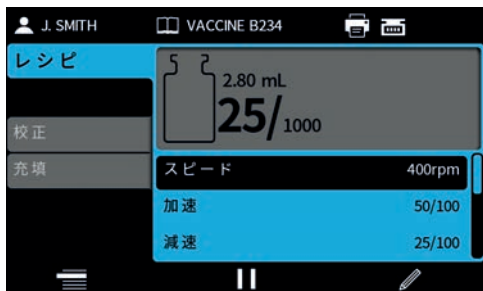 J. SMITH VACCINE B234
レシピ
2.80 mL
25/1000
校正
充填
スピード 400rpm
加速 50/100
減速 25/100